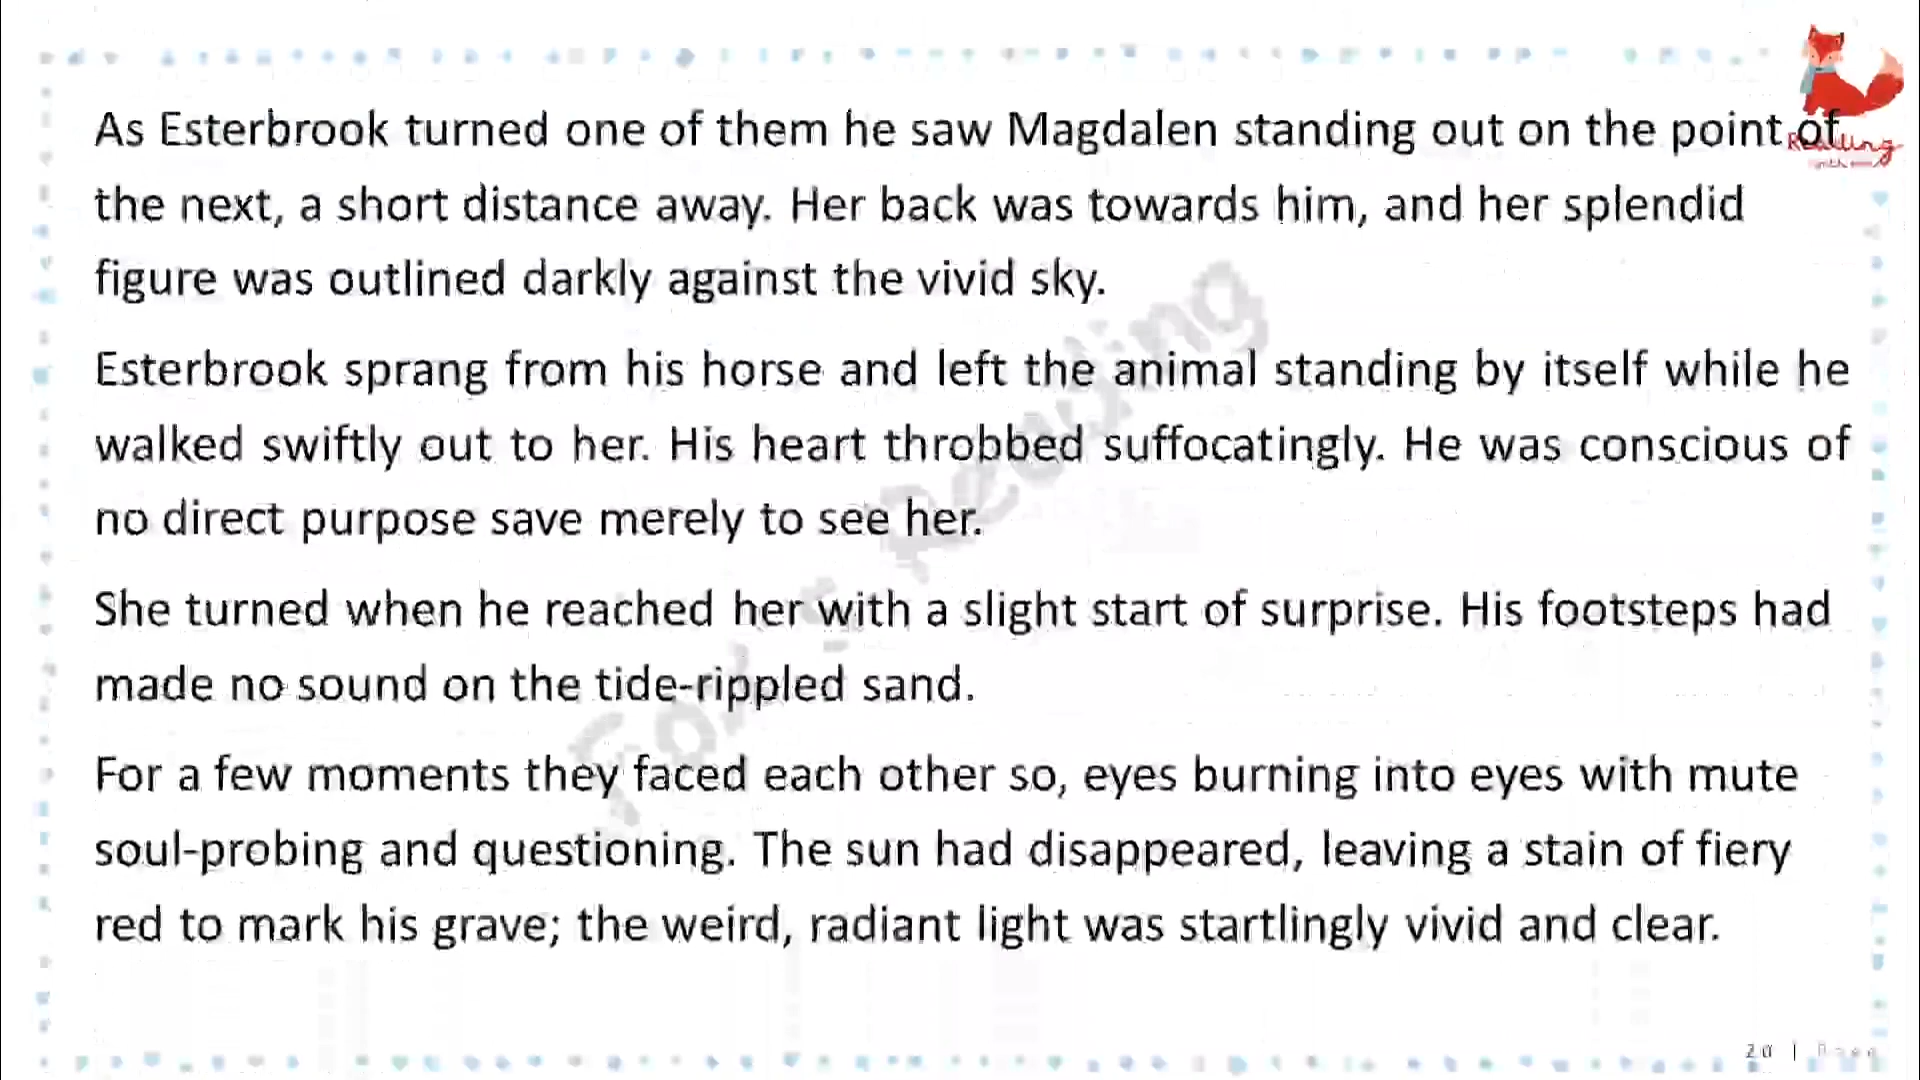 As Esterbrook turned one of them he saw Magdalen standing out on the point of
the next, a short distance away. Her back was towards him, and her splendid
figure was outlined darkly against the vivid sky.
Esterbrook sprang from his horse and left the animal standing by itself while he
walked swiftly out to her. His heart throbbed suffocatingly. He was conscious of
no direct purpose save merely to see her.
She turned when he reached her with a slight start of surprise. His footsteps had
made no sound on the tide-rippled sand.
For a few moments they faced each other so, eyes burning into eyes with mute
soul-probing and questioning. The sun had disappeared, leaving a stain of fiery
red to mark his grave; the weird, radiant light was startlingly vivid and clear.
Reading
Fox's Reading
20 |